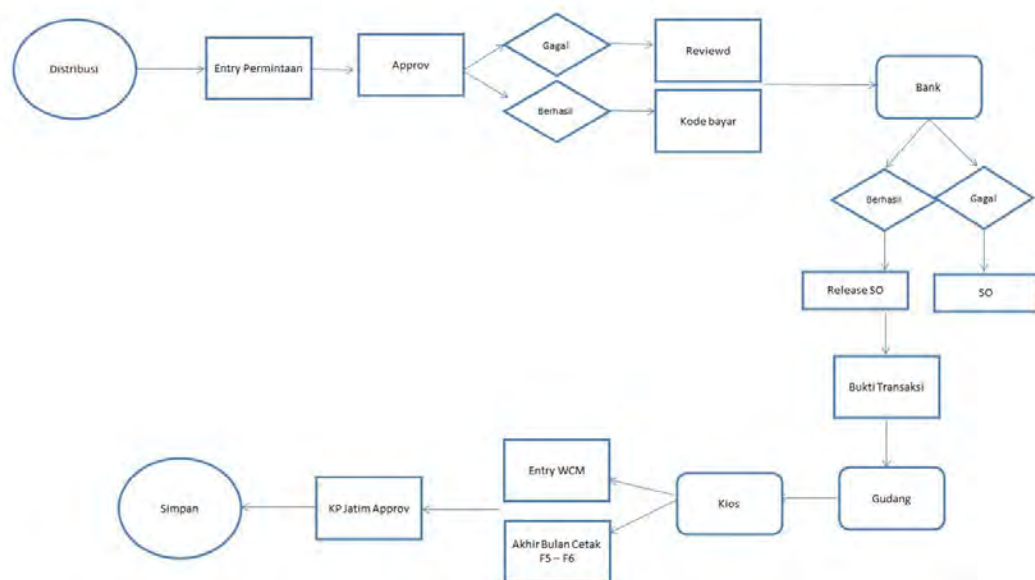 Distribusi
Entry Permintaan
Approv
Gagal
Reviewd
Berhasil
Kode bayar
Bank
Berhasil
Gagal
Release SO
SO
Bukti Transaksi
Gudang
Kios
Entry WCM
Akhir Bulan Cetak
F5 – F6
KP Jatim Approv
Simpan